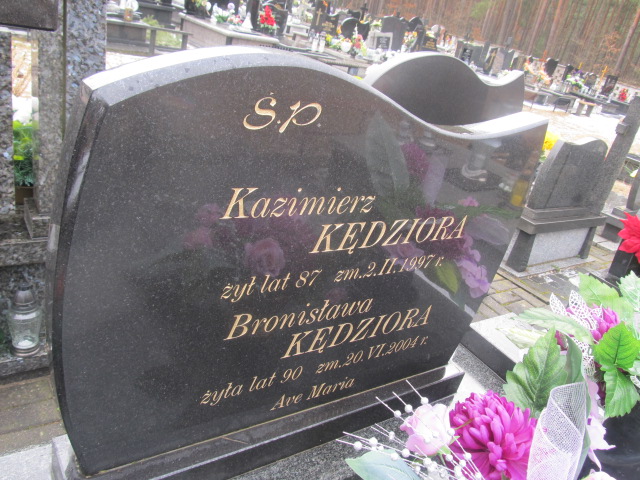 Ś.P.
Kazimierz
KĘDZIORA
żył lat 87 zm. 2.II.1997 r.
Bronisława
KĘDZIORA
żyła lat 90 zm. 20.VI.2004 r.
Ave Maria